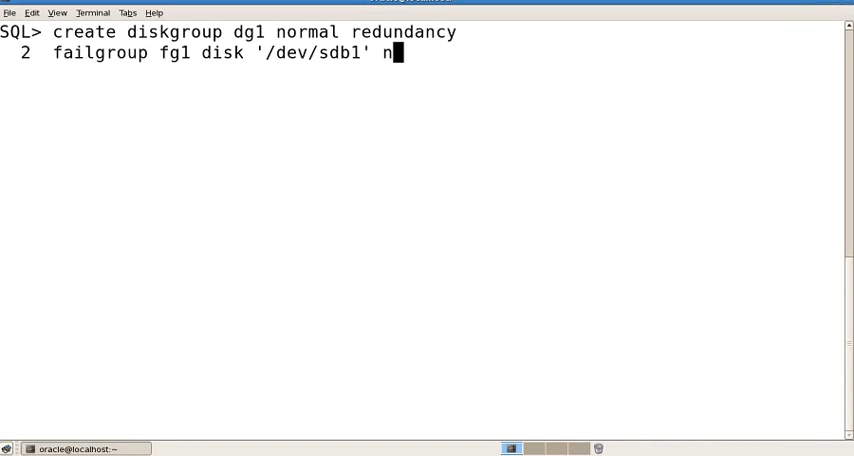 File Edit View Terminal Tabs Help
SQL> create diskgroup dg1 normal redundancy
2 failgroup fg1 disk '/dev/sdb1' n
oracle@localhost:~